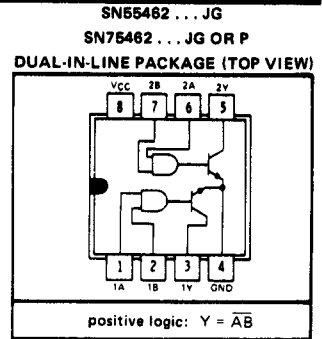 SN55462 . . . JG
SN75462 . . . JG OR P
DUAL-IN-LINE PACKAGE (TOP VIEW)
VCC 2B 2A 2Y
8 7 6 5
1 2 3 4
1A 1B 1Y GND
positive logic: Y = A̅B̅